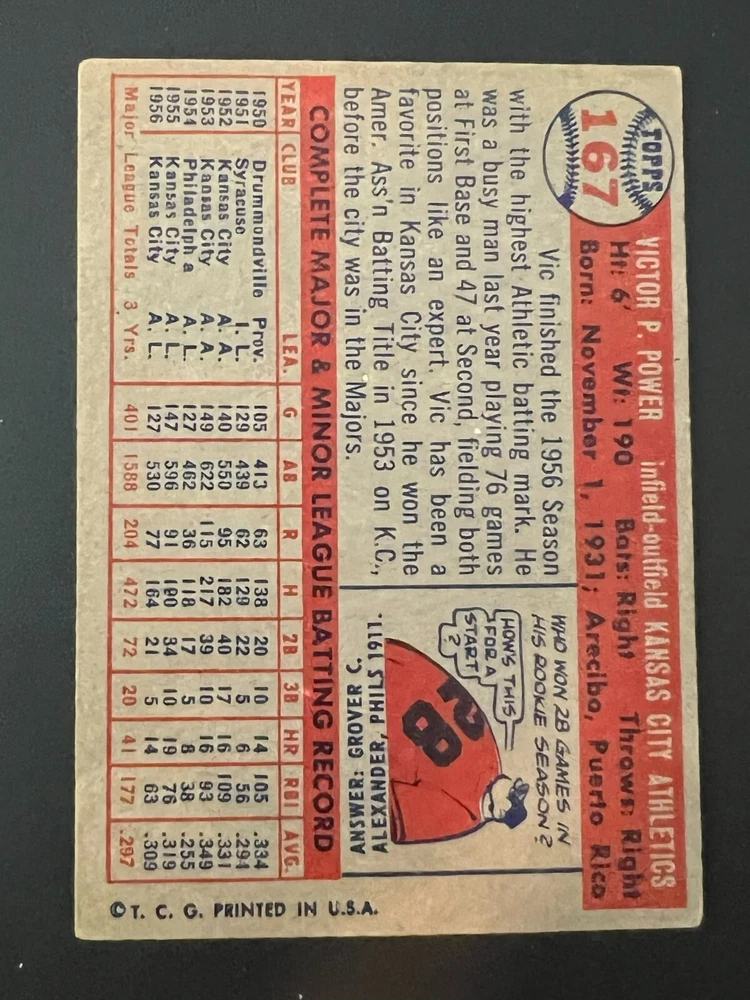 TOPPS
167
VICTOR P. POWER infield-outfield KANSAS CITY ATHLETICS
Ht: 6' Wt: 190 Bats: Right Throws: Right
Born: November 1, 1931; Arecibo, Puerto Rico
Vic finished the 1956 Season
with the highest Athletic batting mark. He
was a busy man last year playing 76 games
at First Base and 47 at Second, fielding both
positions like an expert. Vic has been a
favorite in Kansas City since he won the
Amer. Ass'n Batting Title in 1953 on K.C.,
before the city was in the Majors.
WHO WON 28 GAMES IN
HIS ROOKIE SEASON?
HOW'S THIS
FOR A
START
?
28
ANSWER: GROVER C.
ALEXANDER, PHILS 1911.
COMPLETE MAJOR & MINOR LEAGUE BATTING RECORD
YEAR CLUB LEA. G AB R H 2B 3B HR RBI AVG.
1950 Drummondville Prov. 105 413 63 138 20 10 14 105 .334
1951 Syracuse I. L. 129 439 62 129 22 5 6 56 .294
1952 Kansas City A. A. 140 550 95 182 40 17 16 109 .331
1953 Kansas City A. A. 149 622 115 217 39 10 16 93 .349
1954 Philadelph a A. L. 127 462 36 118 17 5 8 38 .255
1955 Kansas City A. L. 147 596 91 190 34 10 19 76 .319
1956 Kansas City A. L. 127 530 77 164 21 5 14 63 .309
Major League Totals 3 Yrs. 401 1588 204 472 72 20 41 177 .297
© T. C. G. PRINTED IN U.S.A.